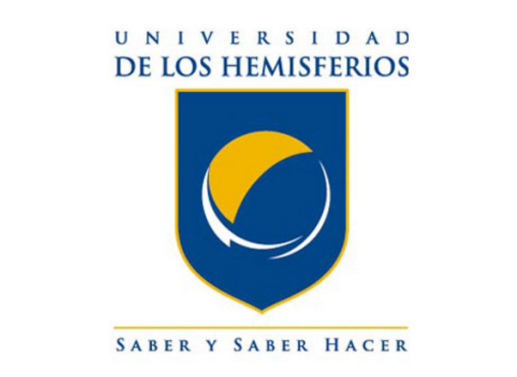 UNIVERSIDAD
DE LOS HEMISFERIOS
SABER Y SABER HACER